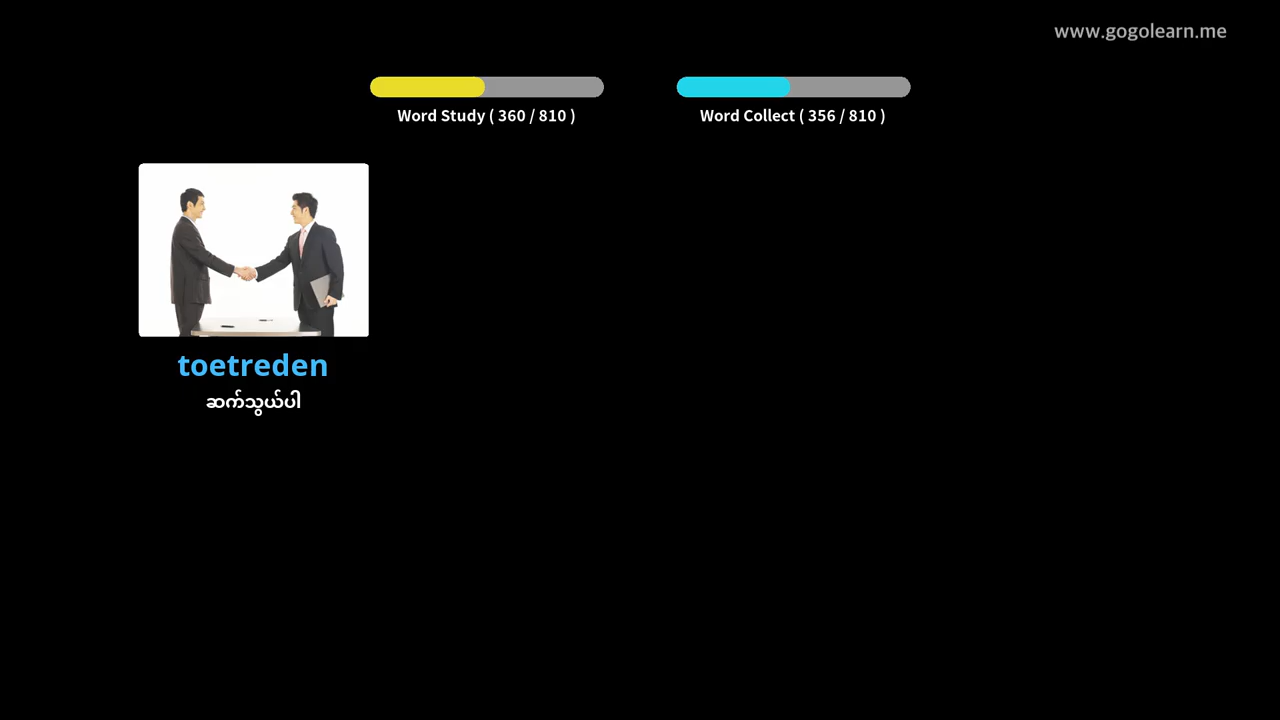 www.gogolearn.me
Word Study ( 360 / 810 )
Word Collect ( 356 / 810 )
toetreden
ဆက်သွယ်ပါ